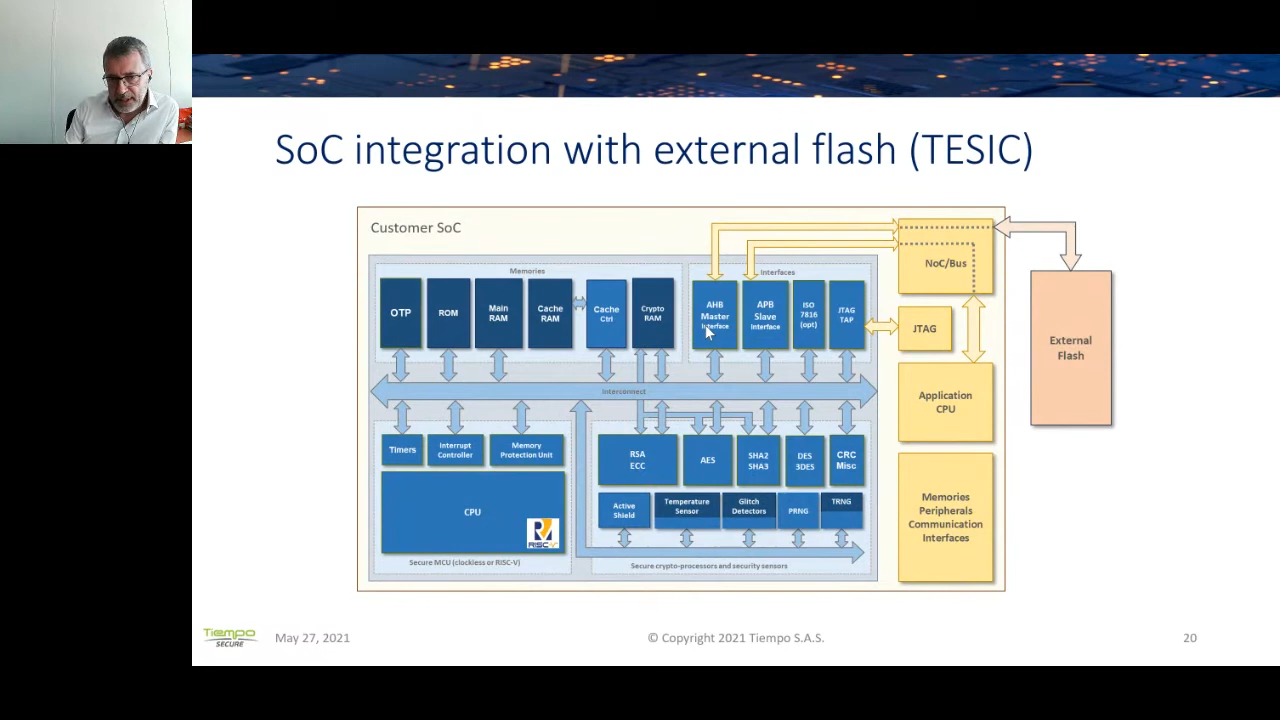 SoC integration with external flash (TESIC)
Customer SoC
Memories
OTP
ROM
Main
RAM
Cache
RAM
Cache
Ctrl
Crypto
RAM
Interfaces
AHB
Master
Interface
APB
Slave
Interface
ISO
7816
(opt)
JTAG
TAP
NoC/Bus
JTAG
External
Flash
Interconnect
Application
CPU
Timers
Interrupt
Controller
Memory
Protection Unit
CPU
RISC-V
Secure MCU (clockless or RISC-V)
RSA
ECC
AES
SHA2
SHA3
DES
3DES
CRC
Misc
Active
Shield
Temperature
Sensor
Glitch
Detectors
PRNG
TRNG
Secure crypto-processors and security sensors
Memories
Peripherals
Communication
Interfaces
Tiempo
SECURE
May 27, 2021
© Copyright 2021 Tiempo S.A.S.
20